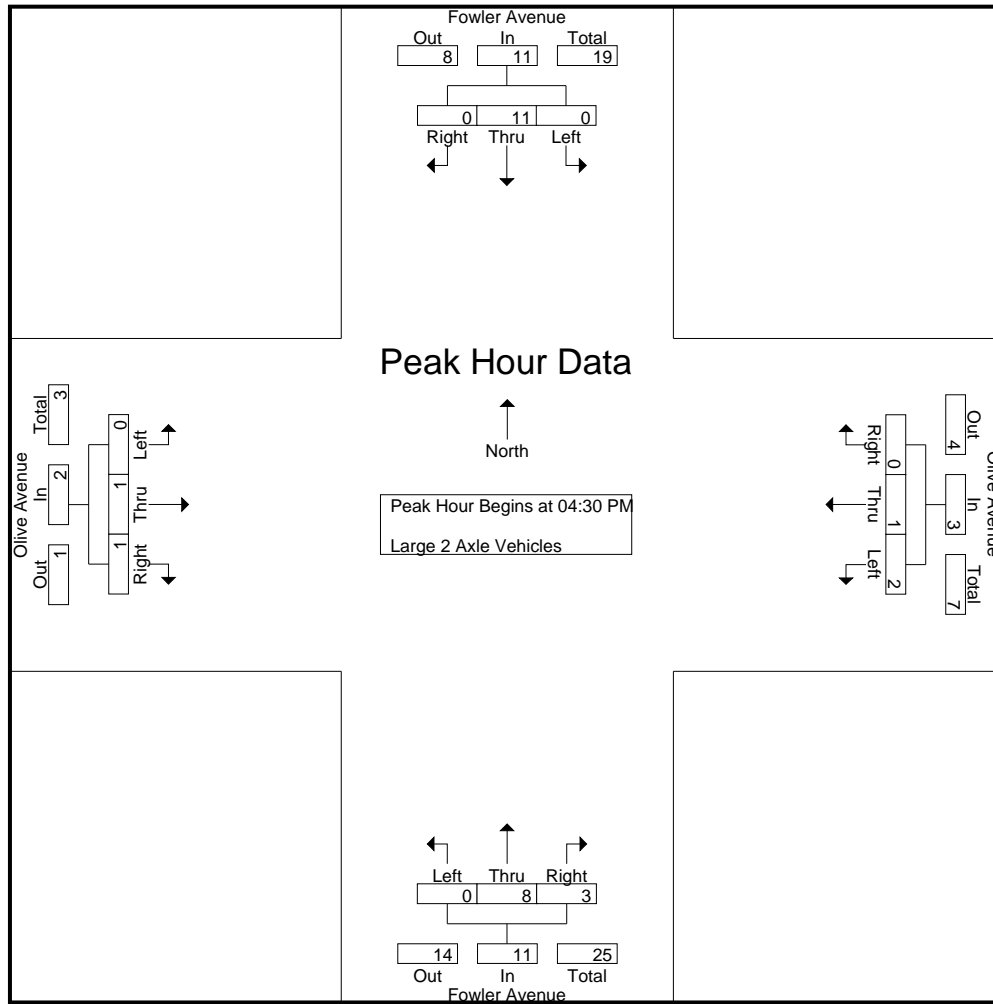 Fowler Avenue
Out In Total
8 11 19
0 11 0
Right Thru Left
Peak Hour Data
North
Peak Hour Begins at 04:30 PM
Large 2 Axle Vehicles
Olive Avenue
Out In Total
1 2 3
Right Thru Left
1 1 0
Olive Avenue
Out In Total
4 3 7
Right Thru Left
0 1 2
Left Thru Right
0 8 3
14 11 25
Out In Total
Fowler Avenue